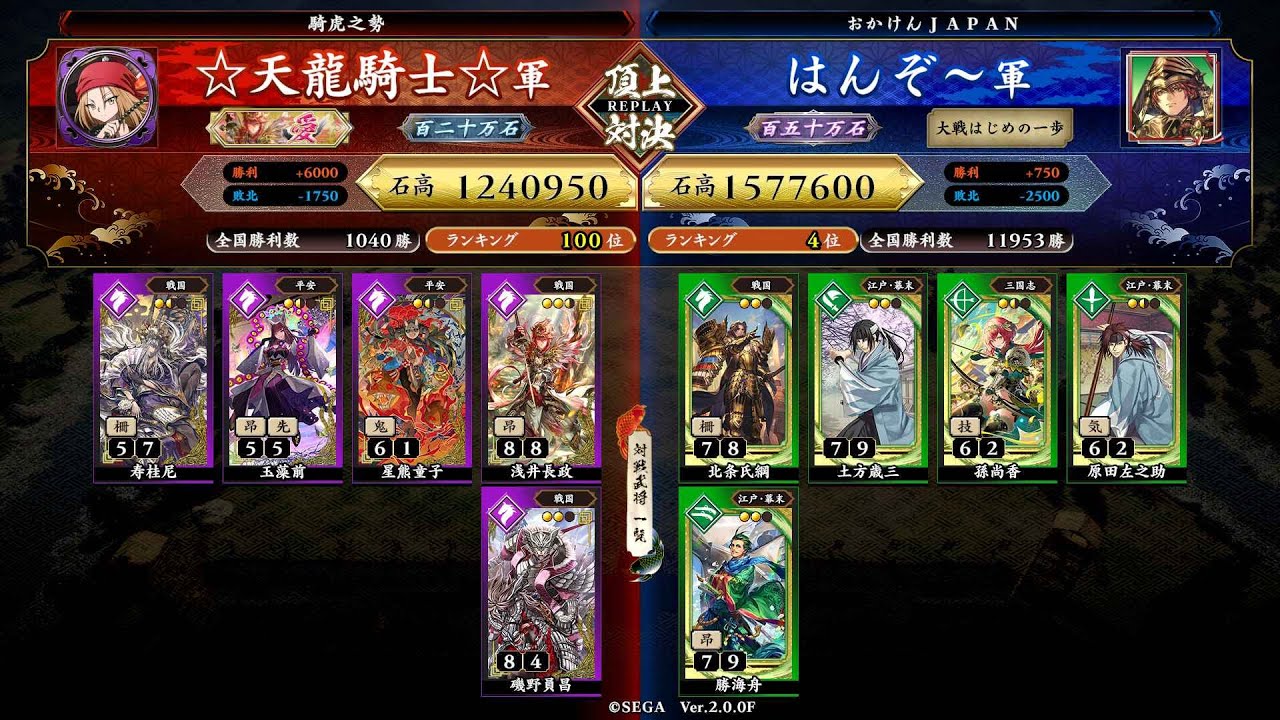 騎虎之勢
おかけんJAPAN
☆天龍騎士☆軍
頂上
REPLAY
対決
はんぞ～軍
愛
百二十万石
百五十万石
大戦はじめの一歩
勝利 +6000
敗北 -1750
石高 1240950
石高 1577600
勝利 +750
敗北 -2500
全国勝利数 1040勝
ランキング 100位
ランキング 4位
全国勝利数 11953勝
戦国
平安
平安
戦国
戦国
江戸・幕末
三国志
江戸・幕末
柵
昴 先
鬼
昴
柵
技
気
5 7
5 5
6 1
8 8
7 8
7 9
6 2
6 2
寿桂尼
玉藻前
星熊童子
浅井長政
北条氏綱
土方歳三
孫尚香
原田左之助
対戦武将一覧
戦国
江戸・幕末
昴
8 4
7 9
磯野員昌
勝海舟
©SEGA Ver.2.0.0F